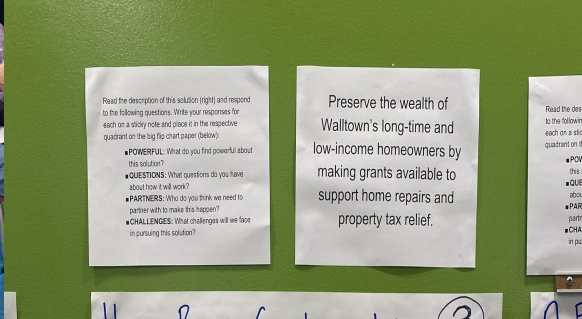 Read the description of this solution (right) and respond
to the following questions. Write your responses for
each on a sticky note and place it in the respective
quadrant on the big flip chart paper (below):
■POWERFUL: What do you find powerful about
this solution?
■QUESTIONS: What questions do you have
about how it will work?
■PARTNERS: Who do you think we need to
partner with to make this happen?
■CHALLENGES: What challenges will we face
in pursuing this solution?
Preserve the wealth of
Walltown's long-time and
low-income homeowners by
making grants available to
support home repairs and
property tax relief.
Read the des
to the followin
each on a stic
quadrant on t
■POW
this
■QUE
abou
■PAR
partn
■CHA
in pu
3